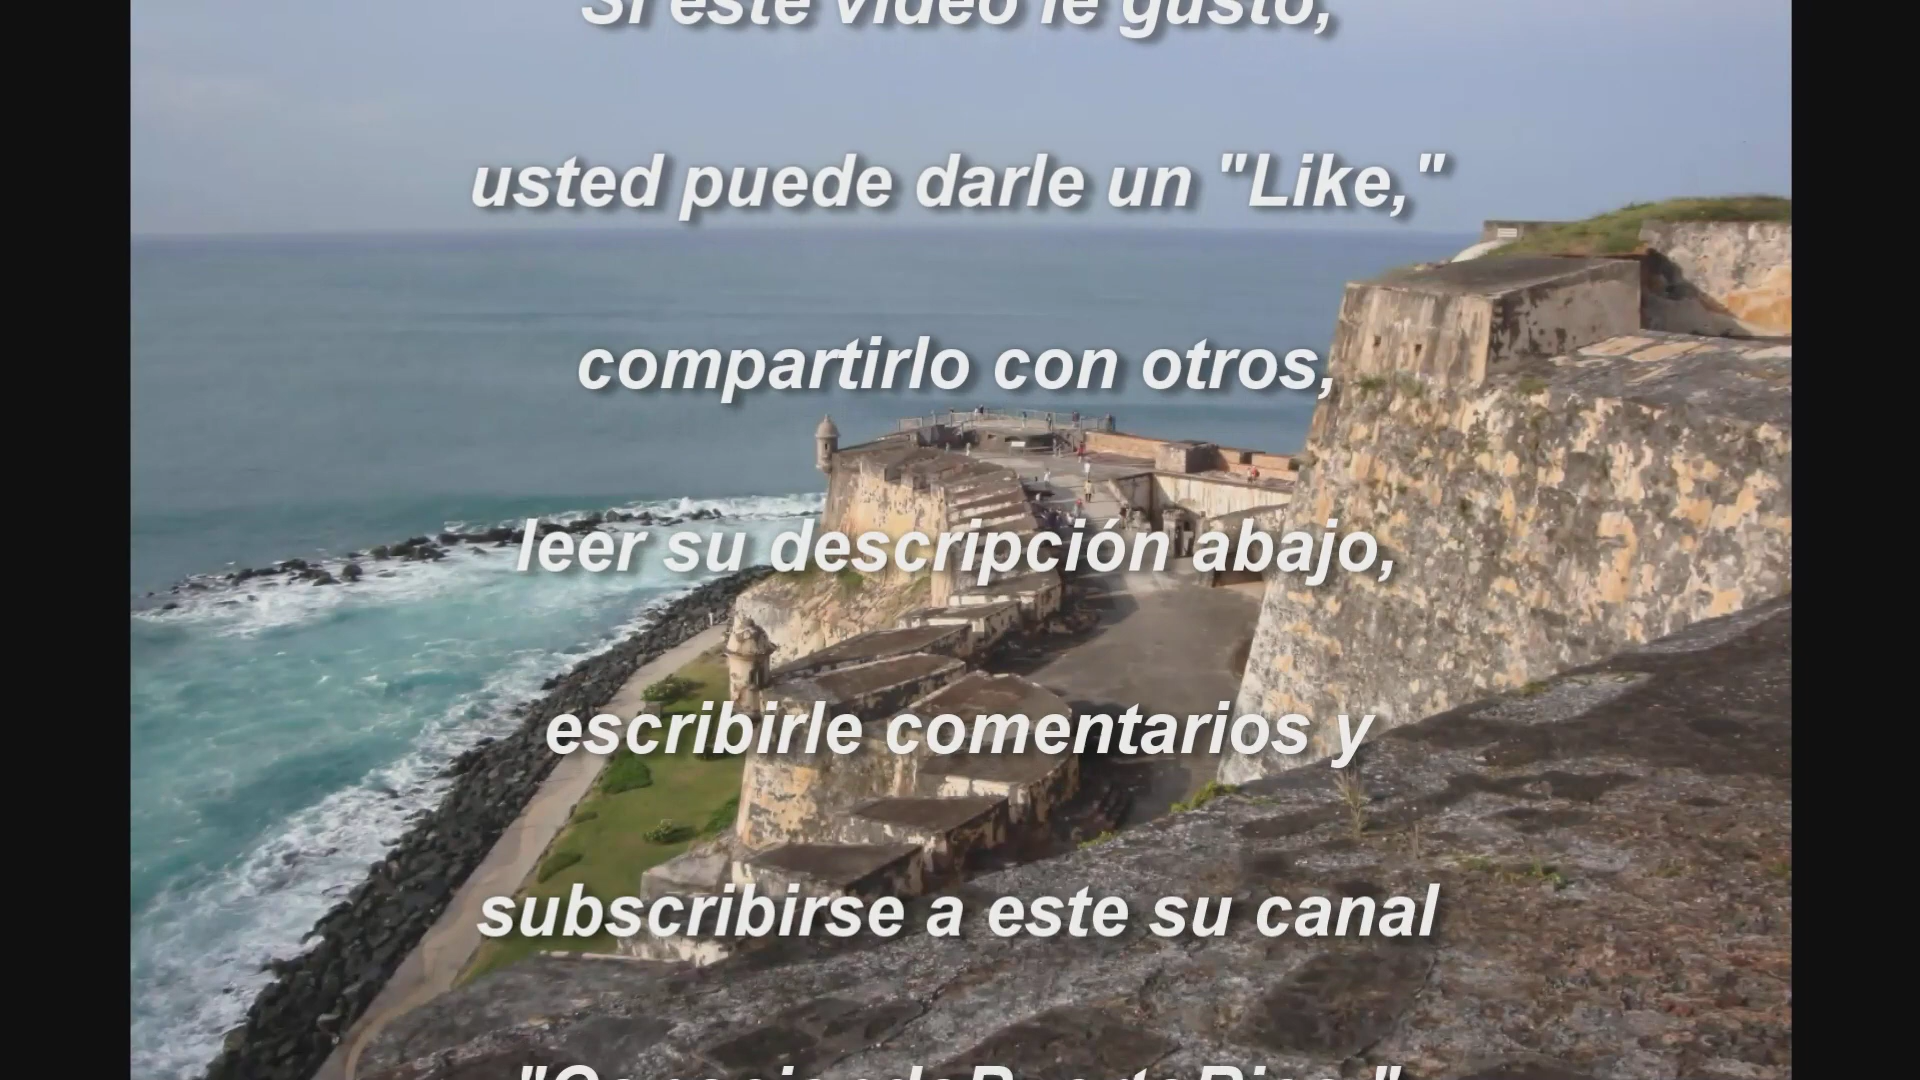 Si este video le gustó,
usted puede darle un "Like,"
compartirlo con otros,
leer su descripción abajo,
escribirle comentarios y
subscribirse a este su canal
"ConociendoPuertoRico."